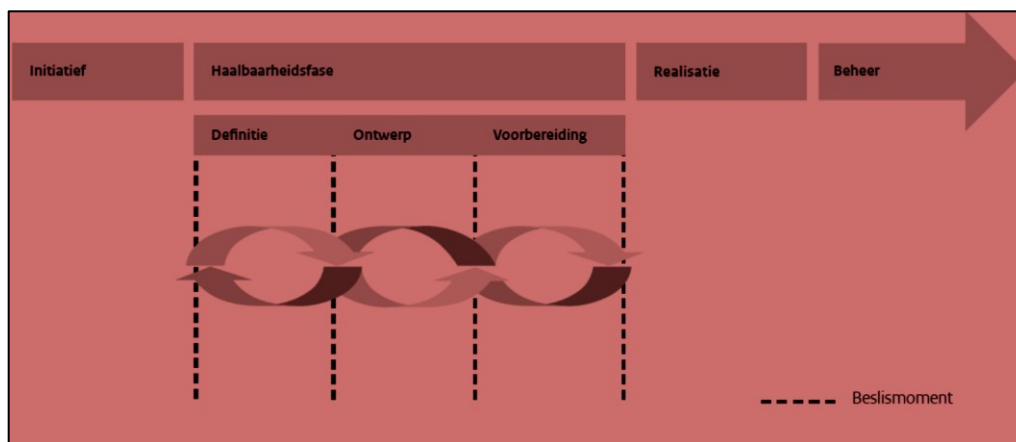 Initiatief
Haalbaarheidsfase
Realisatie
Beheer
Definitie
Ontwerp
Voorbereiding
Beslismoment